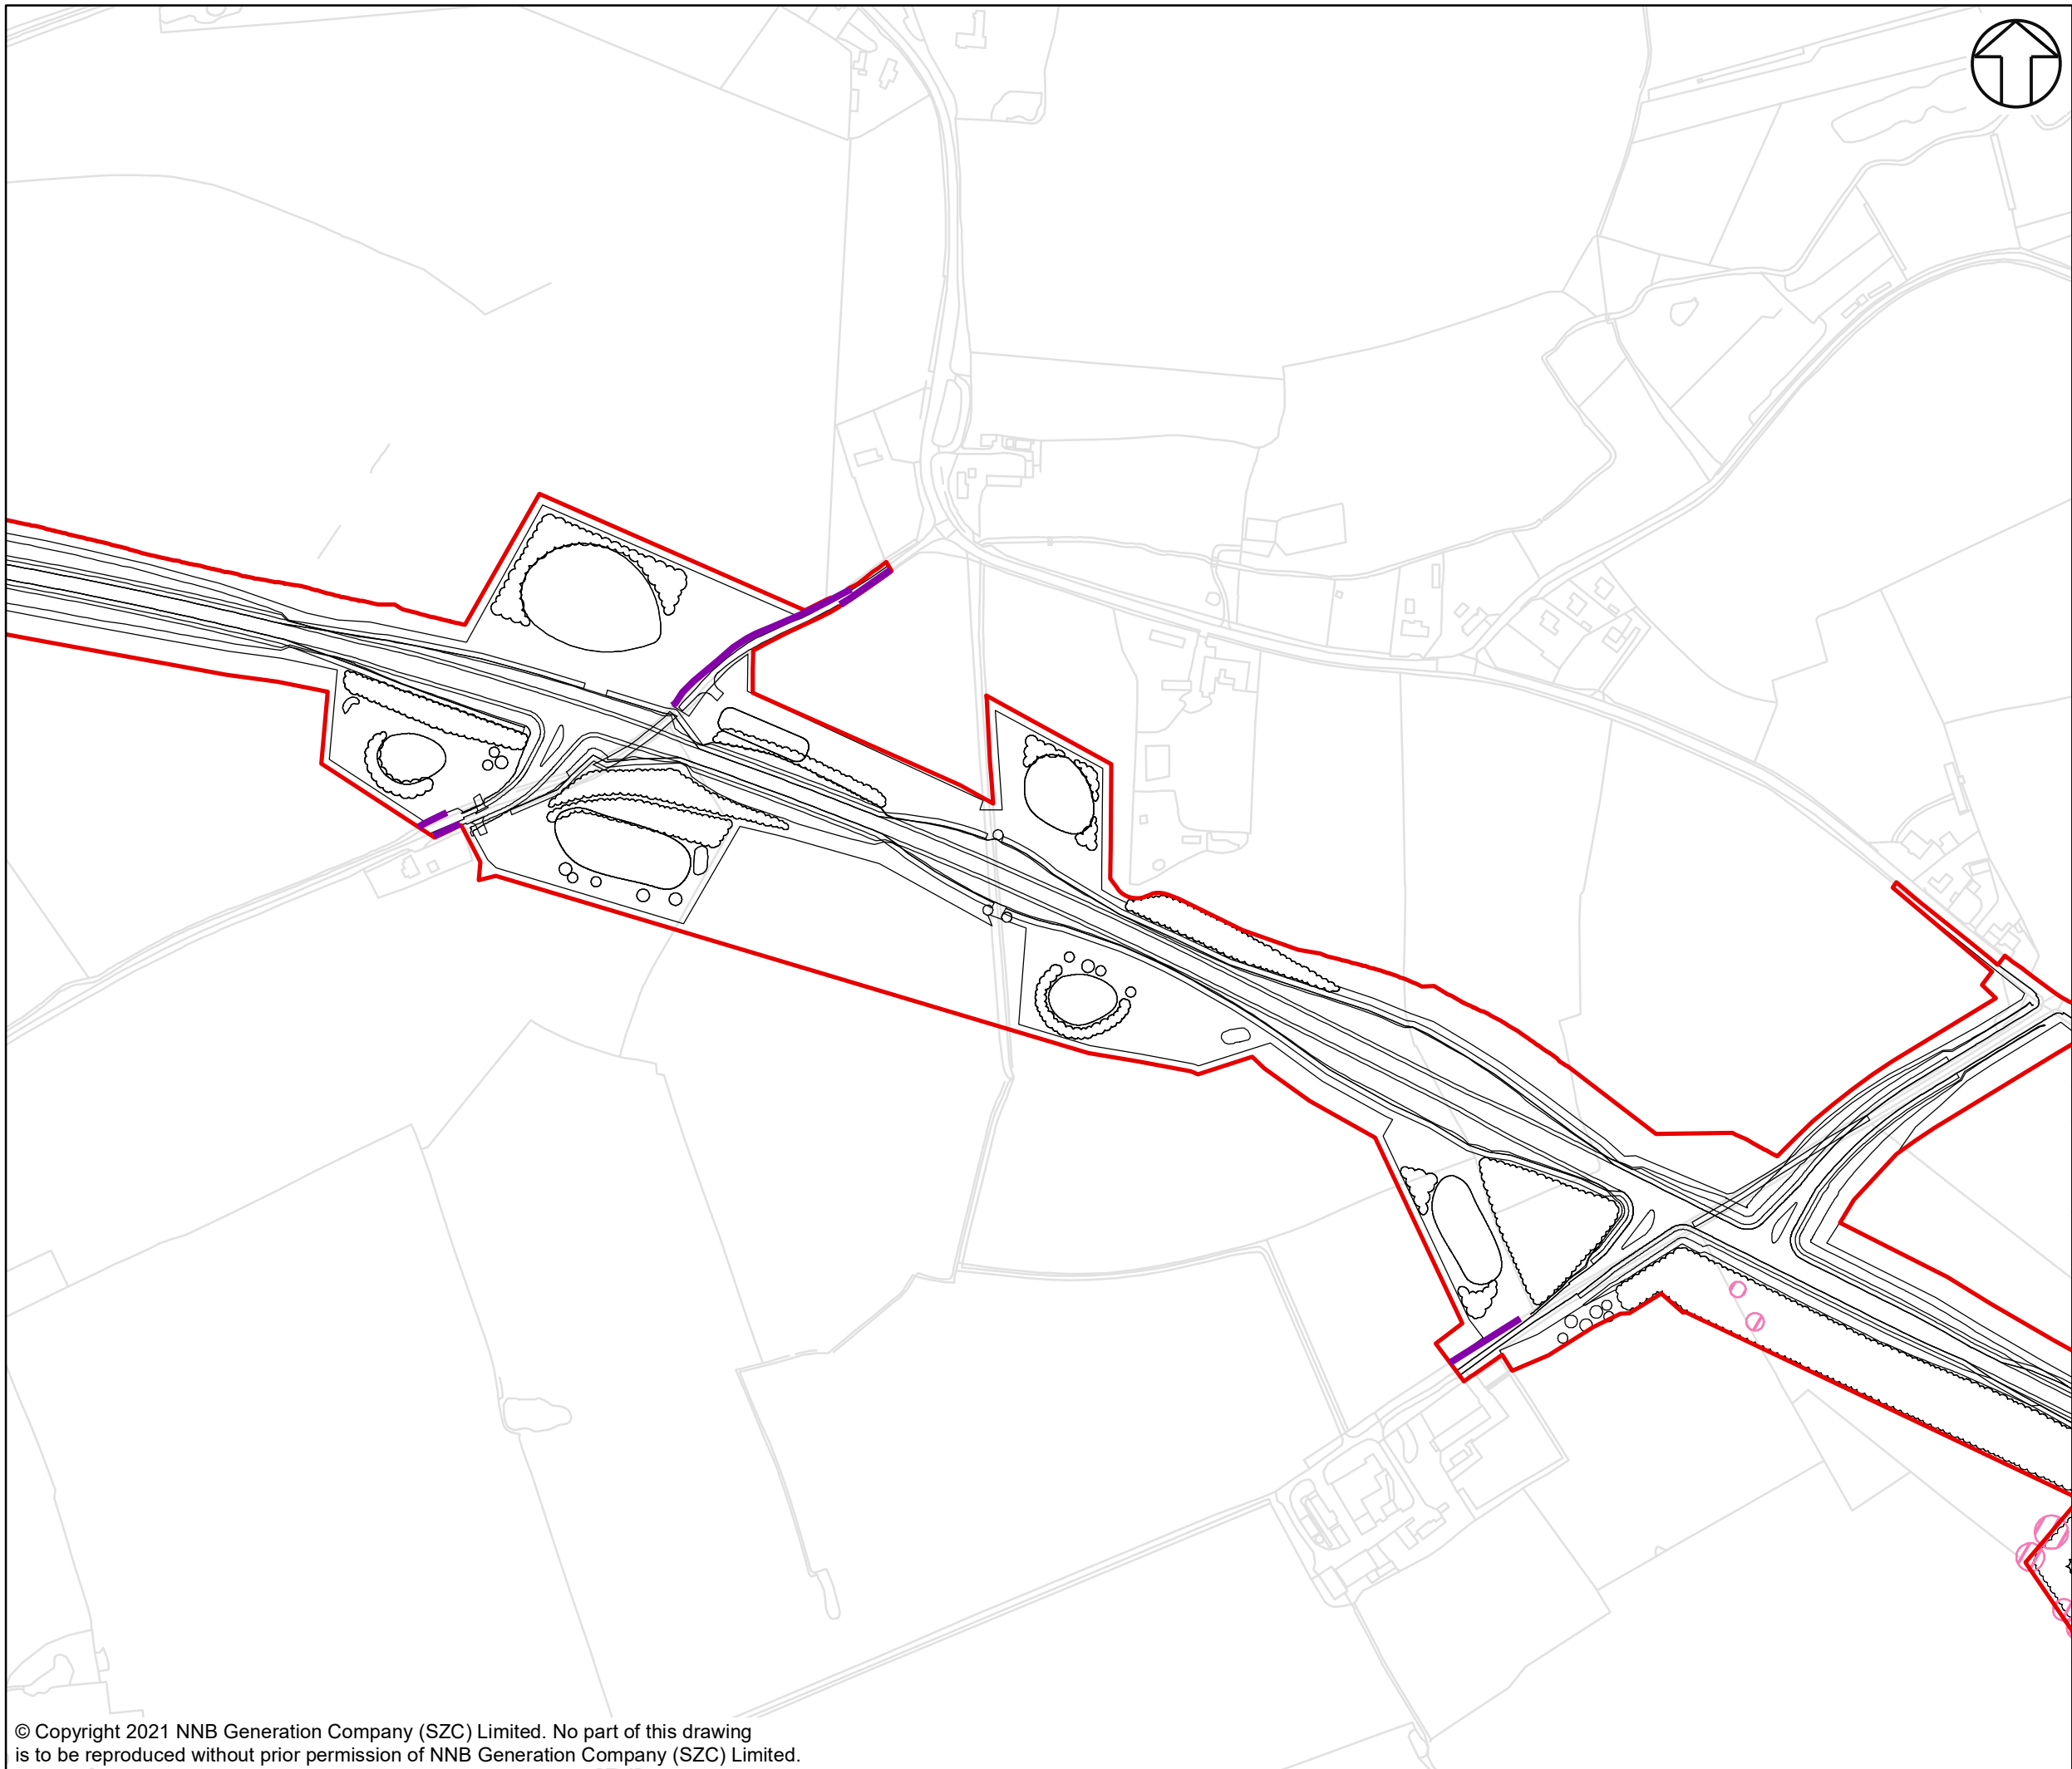 © Copyright 2021 NNB Generation Company (SZC) Limited. No part of this drawing
is to be reproduced without prior permission of NNB Generation Company (SZC) Limited.